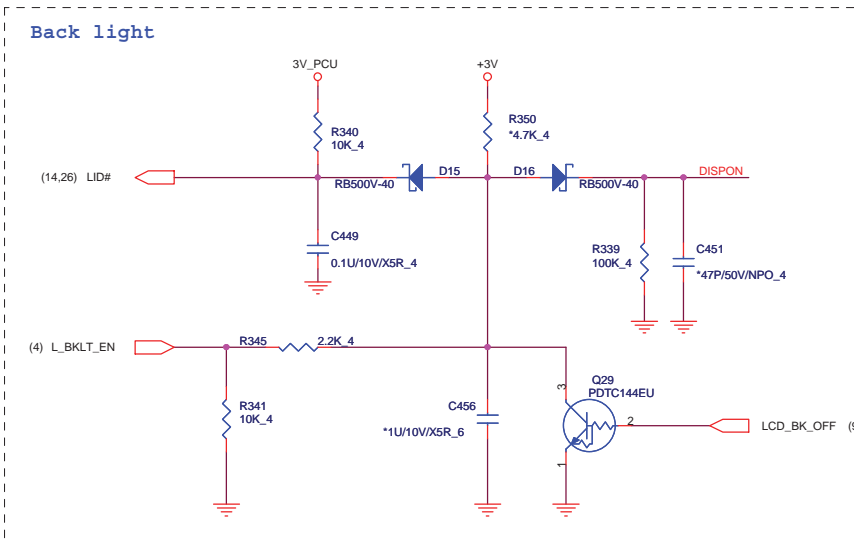 Back light
3V_PCU
+3V
R340
10K_4
R350
*4.7K_4
(14,26) LID#
D15
RB500V-40
D16
RB500V-40
DISPON
C449
0.1U/10V/X5R_4
R339
100K_4
C451
*47P/50V/NPO_4
(4) L_BKLT_EN
R345
2.2K_4
R341
10K_4
C456
*1U/10V/X5R_6
3
Q29
PDTC144EU
2
1
LCD_BK_OFF (9